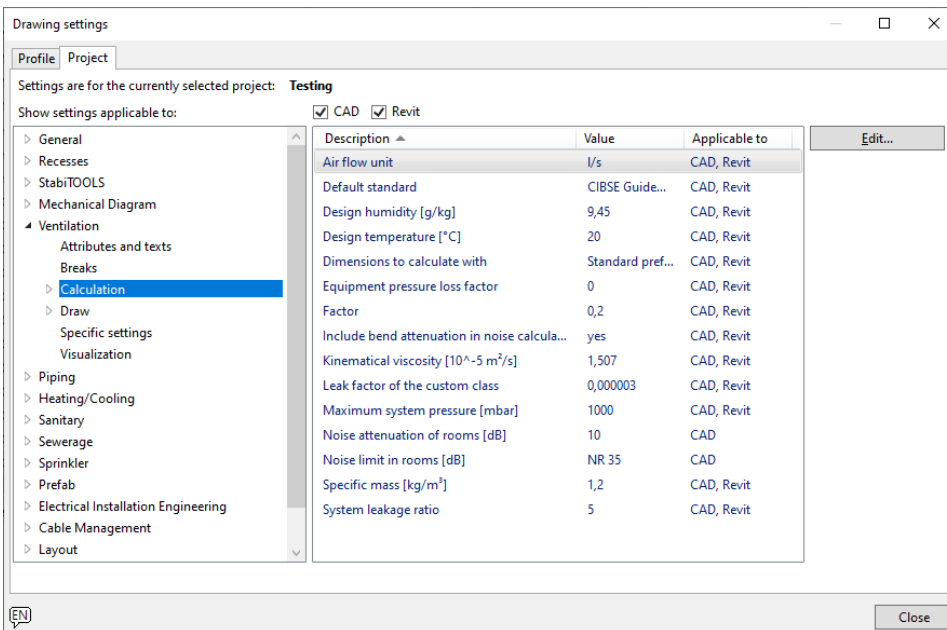 Drawing settings
Profile Project
Settings are for the currently selected project: Testing
Show settings applicable to: CAD Revit
General
Recesses
StabiTOOLS
Mechanical Diagram
Ventilation
Attributes and texts
Breaks
Calculation
Draw
Specific settings
Visualization
Piping
Heating/Cooling
Sanitary
Sewerage
Sprinkler
Prefab
Electrical Installation Engineering
Cable Management
Layout
Description Value Applicable to
Air flow unit l/s CAD, Revit
Default standard CIBSE Guide... CAD, Revit
Design humidity [g/kg] 9,45 CAD, Revit
Design temperature [°C] 20 CAD, Revit
Dimensions to calculate with Standard pref... CAD, Revit
Equipment pressure loss factor 0 CAD, Revit
Factor 0,2 CAD, Revit
Include bend attenuation in noise calcula... yes CAD, Revit
Kinematical viscosity [10^-5 m²/s] 1,507 CAD, Revit
Leak factor of the custom class 0,000003 CAD, Revit
Maximum system pressure [mbar] 1000 CAD, Revit
Noise attenuation of rooms [dB] 10 CAD
Noise limit in rooms [dB] NR 35 CAD
Specific mass [kg/m³] 1,2 CAD, Revit
System leakage ratio 5 CAD, Revit
Edit...
EN
Close